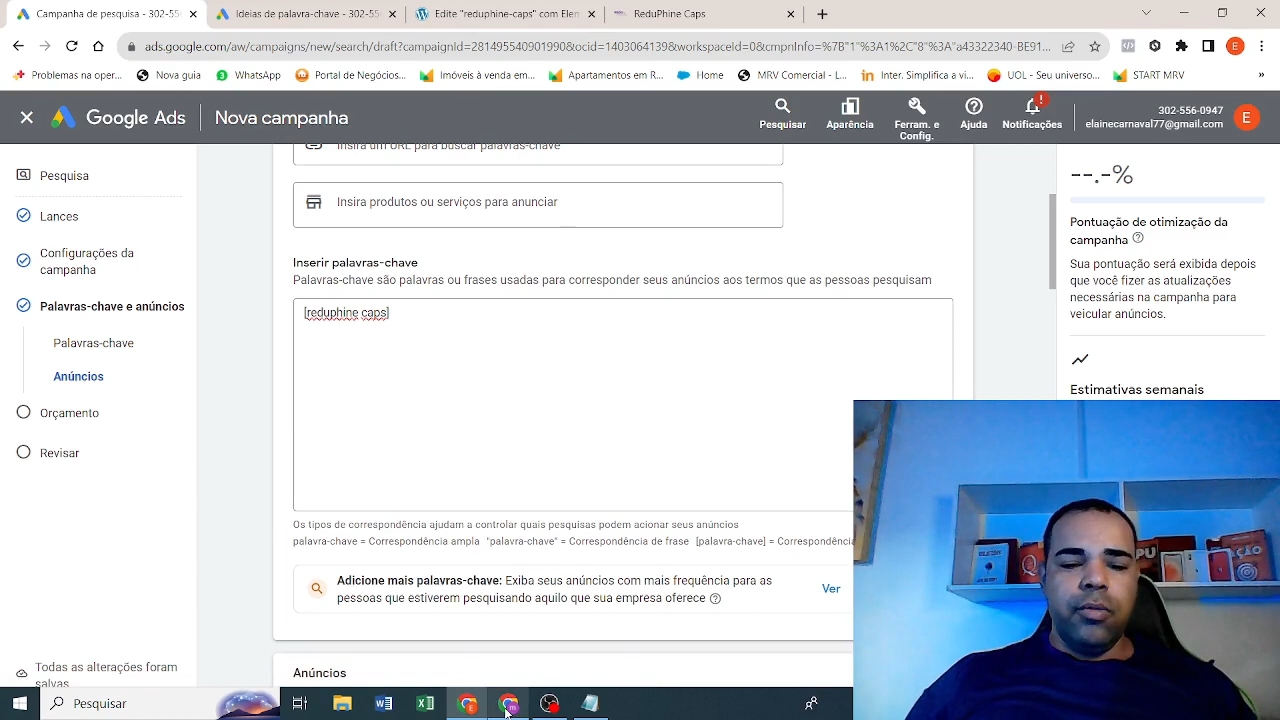 Campanha de pesquisa - 302-55
Ideias de palavra-chave - 302-55
Edite "reduphine-caps" com Elen
ReduPhine Caps
ads.google.com/aw/campaigns/new/search/draft?campaignId=
&ocid=1403064139&workspaceId=0&cmpnInfo=%7B"1"%3A1%2C"8"%3A
E
Problemas na oper...
Nova guia
WhatsApp
Portal de Negócios...
Imóveis à venda em...
Apartamentos em R...
Home
MRV Comercial - L...
Inter. Simplifica a vi...
UOL - Seu universo...
START MRV
»
Google Ads
Nova campanha
Pesquisar
Aparência
Ferram. e
Config.
Ajuda
Notificações
302-556-0947
elainecarnaval77@gmail.com
E
Pesquisa
Lances
Configurações da
campanha
Palavras-chave e anúncios
Palavras-chave
Anúncios
Orçamento
Revisar
Todas as alterações foram
salvas
Insira um URL para buscar palavras-chave
Insira produtos ou serviços para anunciar
Inserir palavras-chave
Palavras-chave são palavras ou frases usadas para corresponder seus anúncios aos termos que as pessoas pesquisam
[reduphine caps]
Os tipos de correspondência ajudam a controlar quais pesquisas podem acionar seus anúncios
palavra-chave = Correspondência ampla "palavra-chave" = Correspondência de frase [palavra-chave] = Correspondência
Adicione mais palavras-chave: Exiba seus anúncios com mais frequência para as
pessoas que estiverem pesquisando aquilo que sua empresa oferece
Ver
Anúncios
--.-%
Pontuação de otimização da
campanha
Sua pontuação será exibida depois
que você fizer as atualizações
necessárias na campanha para
veicular anúncios.
Estimativas semanais
Pesquisar